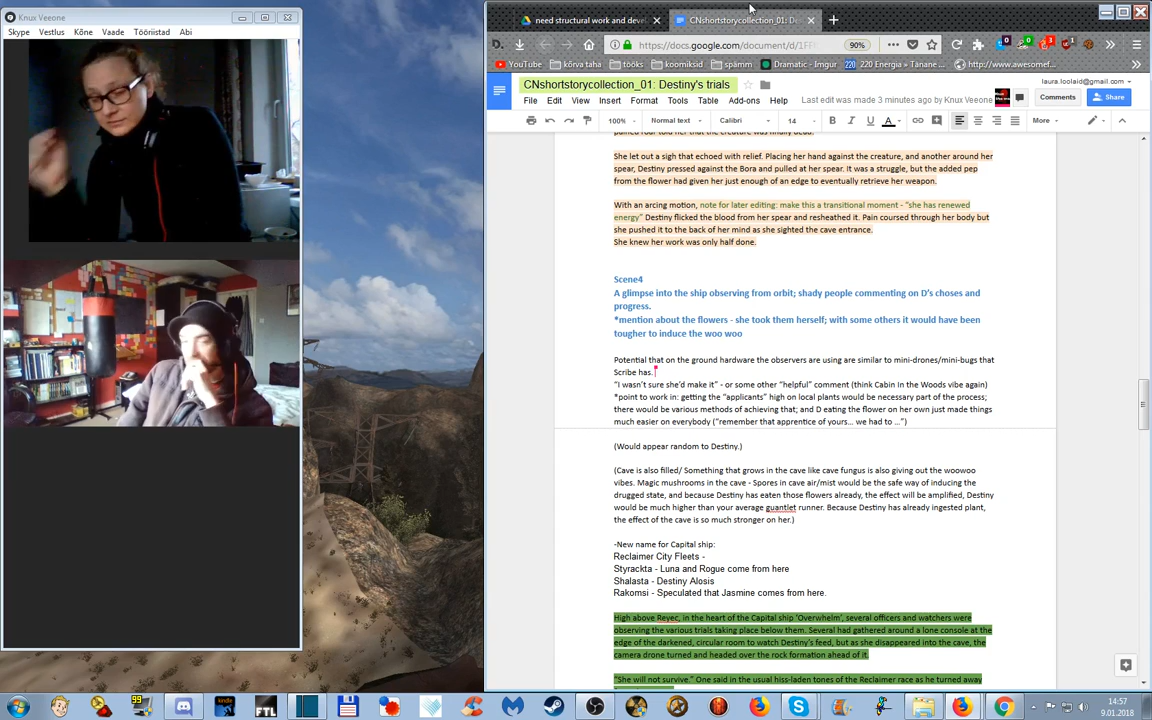 Knux Veeone
Skype Vestlus Kõne Vaade Tööriistad Abi
need structural work and deve
CNshortstorycollection_01: De
https://docs.google.com/document/d/1FF
90%
YouTube kõrva taha tööks koomiksid spämm Dramatic - Imgur 220 Energia › Tänane http://www.awesomef
CNshortstorycollection_01: Destiny's trials
laura.loolaid@gmail.com
File Edit View Insert Format Tools Table Add-ons Help Last edit was made 3 minutes ago by Knux Veeone
Comments Share
100% Normal text Calibri 14 B I U A More
pained roar told her that the creature was finally dead.
She let out a sigh that echoed with relief. Placing her hand against the creature, and another around her
spear, Destiny pressed against the Bora and pulled at her spear. It was a struggle, but the added pep
from the flower had given her just enough of an edge to eventually retrieve her weapon.
With an arcing motion, note for later editing: make this a transitional moment - "she has renewed
energy" Destiny flicked the blood from her spear and resheathed it. Pain coursed through her body but
she pushed it to the back of her mind as she sighted the cave entrance.
She knew her work was only half done.
Scene4
A glimpse into the ship observing from orbit; shady people commenting on D's choses and
progress.
*mention about the flowers - she took them herself; with some others it would have been
tougher to induce the woo woo
Potential that on the ground hardware the observers are using are similar to mini-drones/mini-bugs that
Scribe has.
"I wasn't sure she'd make it" - or some other "helpful" comment (think Cabin In the Woods vibe again)
*point to work in: getting the "applicants" high on local plants would be necessary part of the process;
there would be various methods of achieving that; and D eating the flower on her own just made things
much easier on everybody ("remember that apprentice of yours... we had to ...")
(Would appear random to Destiny.)
(Cave is also filled/ Something that grows in the cave like cave fungus is also giving out the woowoo
vibes. Magic mushrooms in the cave - Spores in cave air/mist would be the safe way of inducing the
drugged state, and because Destiny has eaten those flowers already, the effect will be amplified, Destiny
would be much higher than your average guantlet runner. Because Destiny has already ingested plant,
the effect of the cave is so much stronger on her.)
-New name for Capital ship:
Reclaimer City Fleets -
Styrackta - Luna and Rogue come from here
Shalasta - Destiny Alosis
Rakomsi - Speculated that Jasmine comes from here.
High above Reyec, in the heart of the Capital ship 'Overwhelm', several officers and watchers were
observing the various trials taking place below them. Several had gathered around a lone console at the
edge of the darkened, circular room to watch Destiny's feed, but as she disappeared into the cave, the
camera drone turned and headed over the rock formation ahead of it.
"She will not survive." One said in the usual hiss-laden tones of the Reclaimer race as he turned away
99 kindle FTL
14:57
9.01.2018